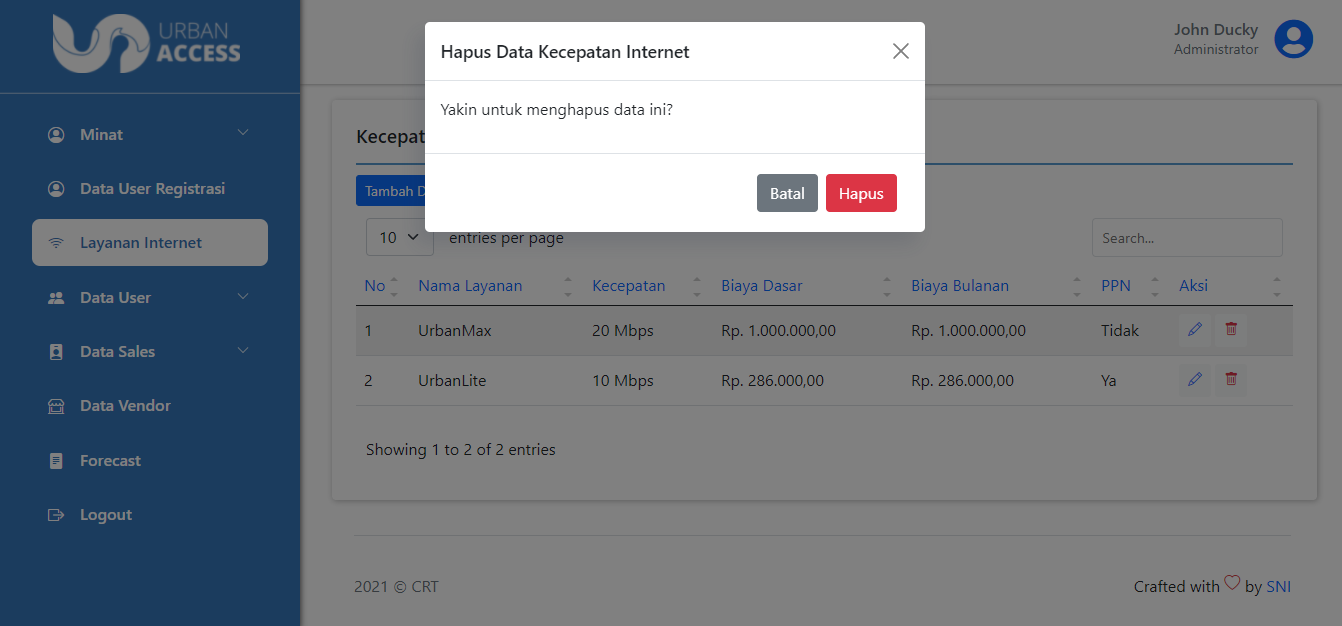 URBAN
ACCESS
John Ducky
Administrator
Minat
Data User Registrasi
Layanan Internet
Data User
Data Sales
Data Vendor
Forecast
Logout
Hapus Data Kecepatan Internet
Yakin untuk menghapus data ini?
Batal Hapus
Kecepat
Tambah D
10 entries per page
Search...
No Nama Layanan Kecepatan Biaya Dasar Biaya Bulanan PPN Aksi
1 UrbanMax 20 Mbps Rp. 1.000.000,00 Rp. 1.000.000,00 Tidak
2 UrbanLite 10 Mbps Rp. 286.000,00 Rp. 286.000,00 Ya
Showing 1 to 2 of 2 entries
2021 © CRT
Crafted with ♡ by SNI